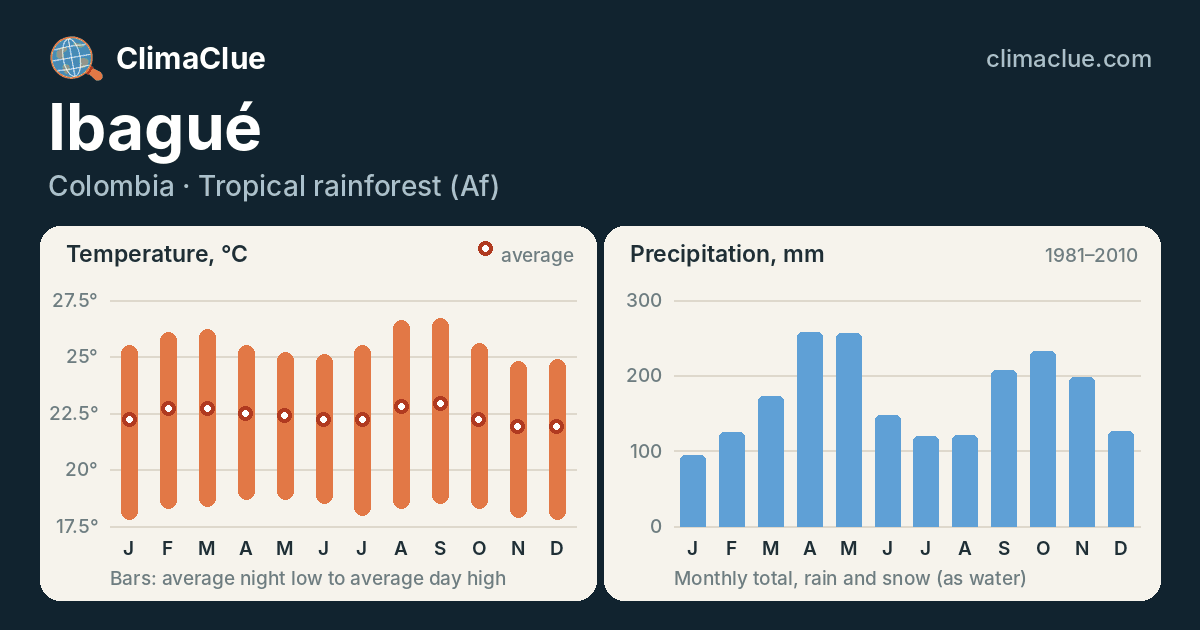 ClimaClue
climaclue.com
Ibagué
Colombia · Tropical rainforest (Af)
Temperature, °C
average
27.5°
25°
22.5°
20°
17.5°
J F M A M J J A S O N D
Bars: average night low to average day high
Precipitation, mm
1981–2010
300
200
100
0
J F M A M J J A S O N D
Monthly total, rain and snow (as water)